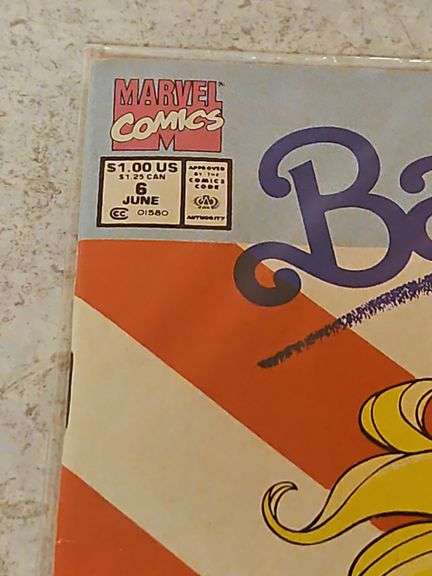 MARVEL
COMICS
M
$1.00 US
$1.25 CAN
6
JUNE
CC 01580
APPROVED
BY THE
COMICS
CODE
AUTHORITY
Ba